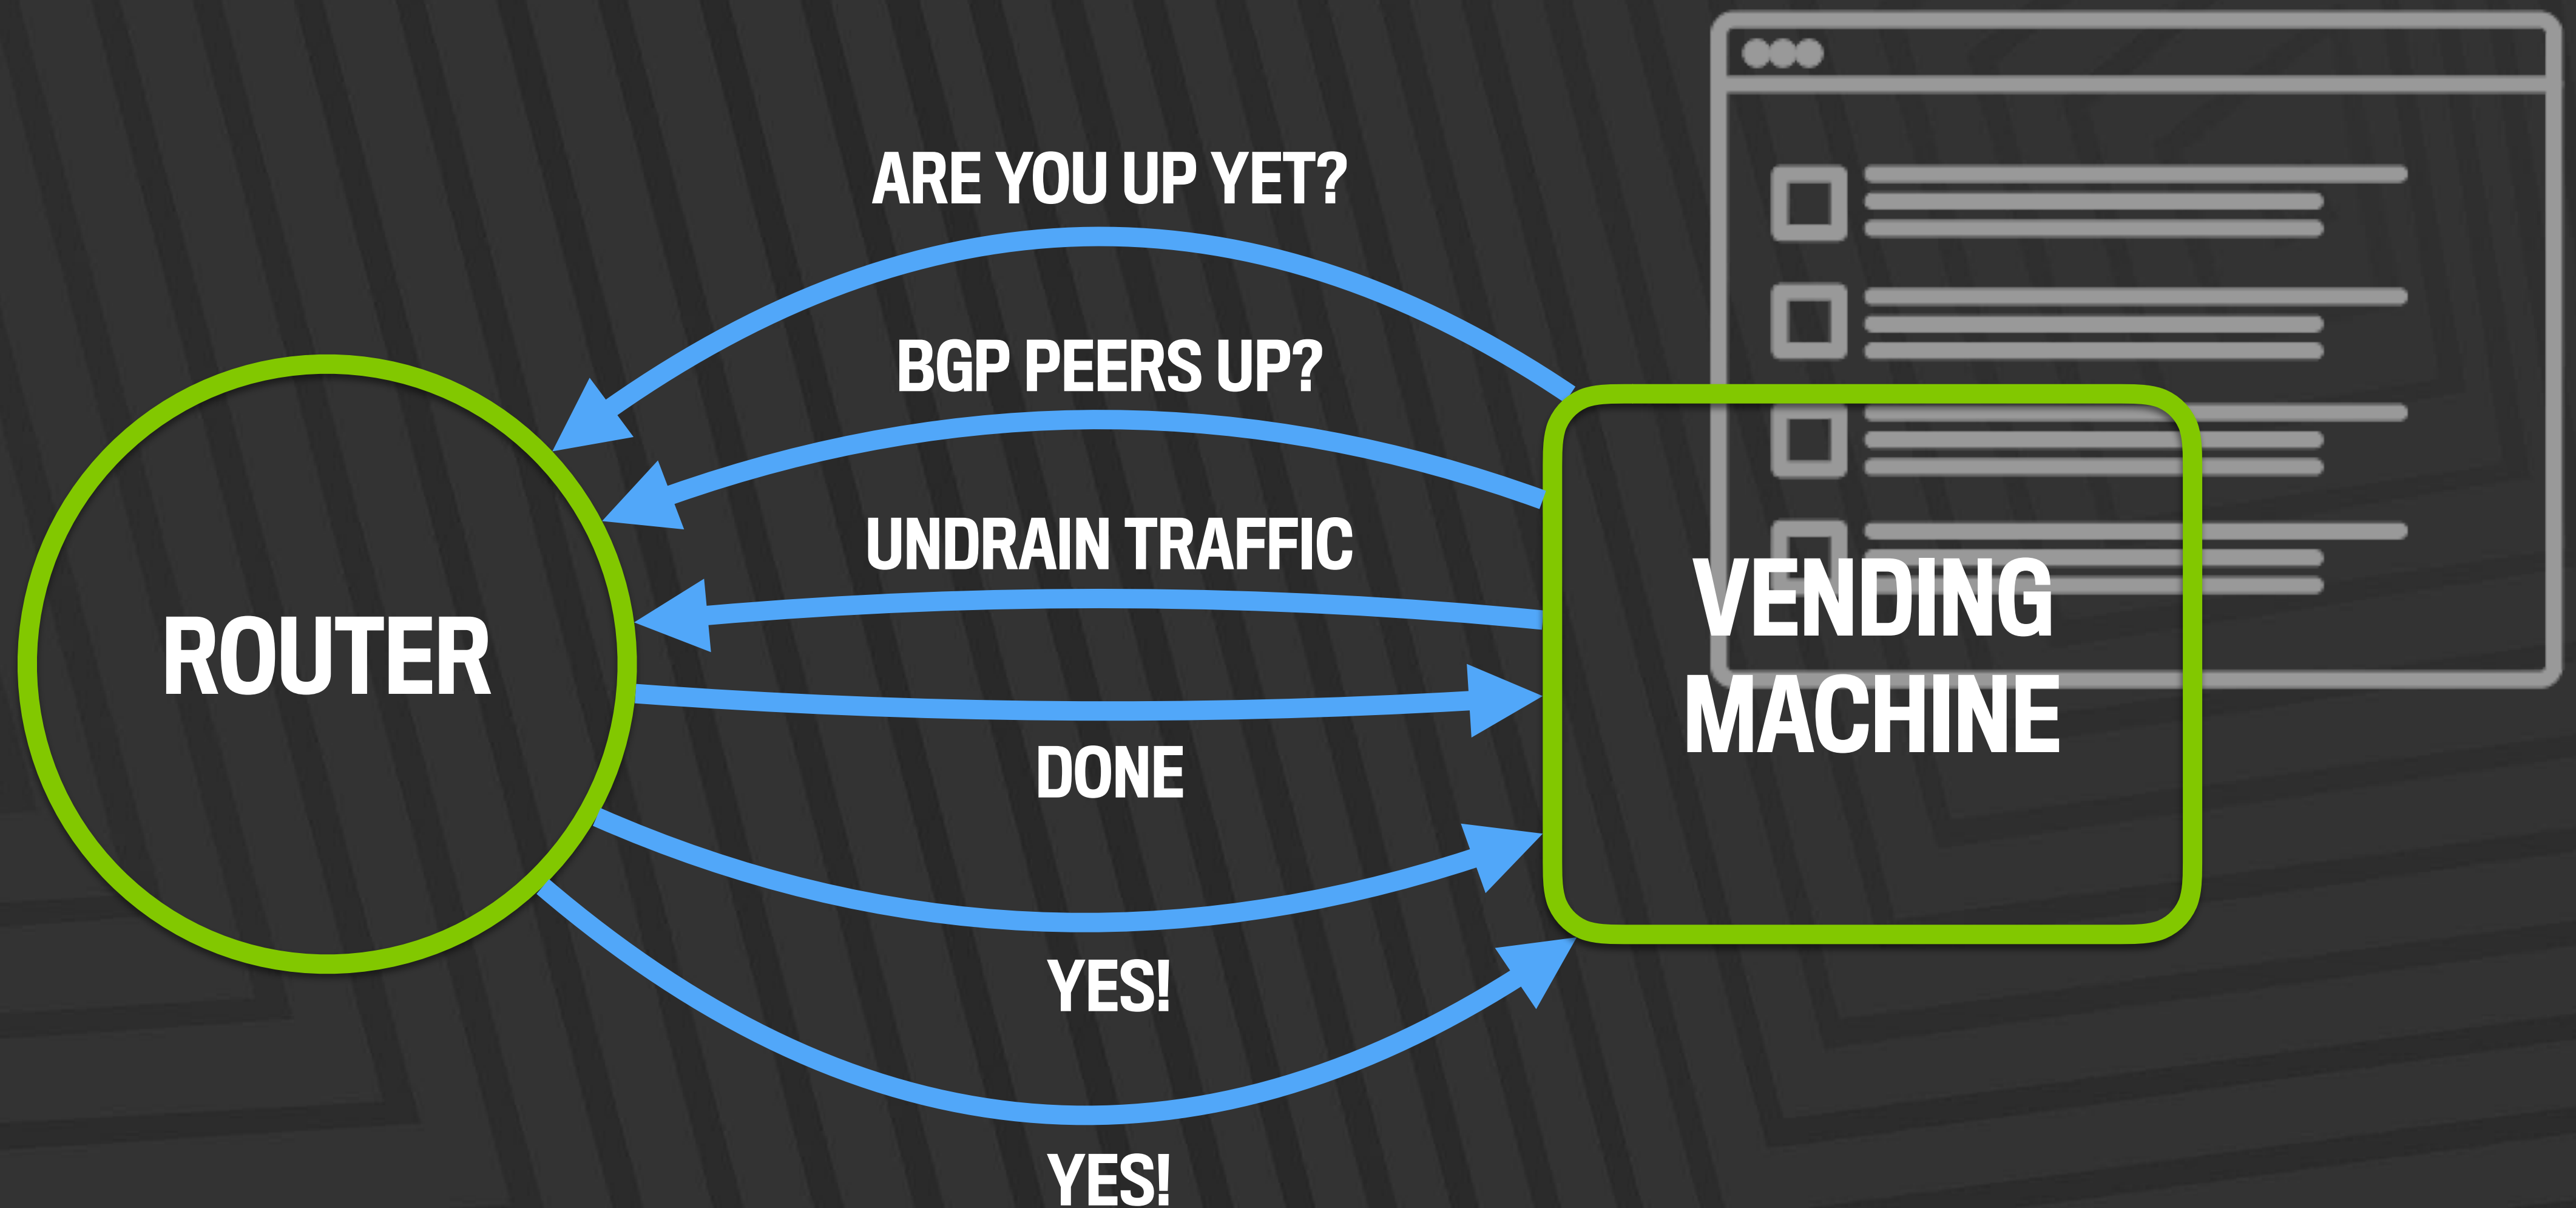 ARE YOU UP YET?
BGP PEERS UP?
UNDRAIN TRAFFIC
ROUTER
VENDING
MACHINE
DONE
YES!
YES!